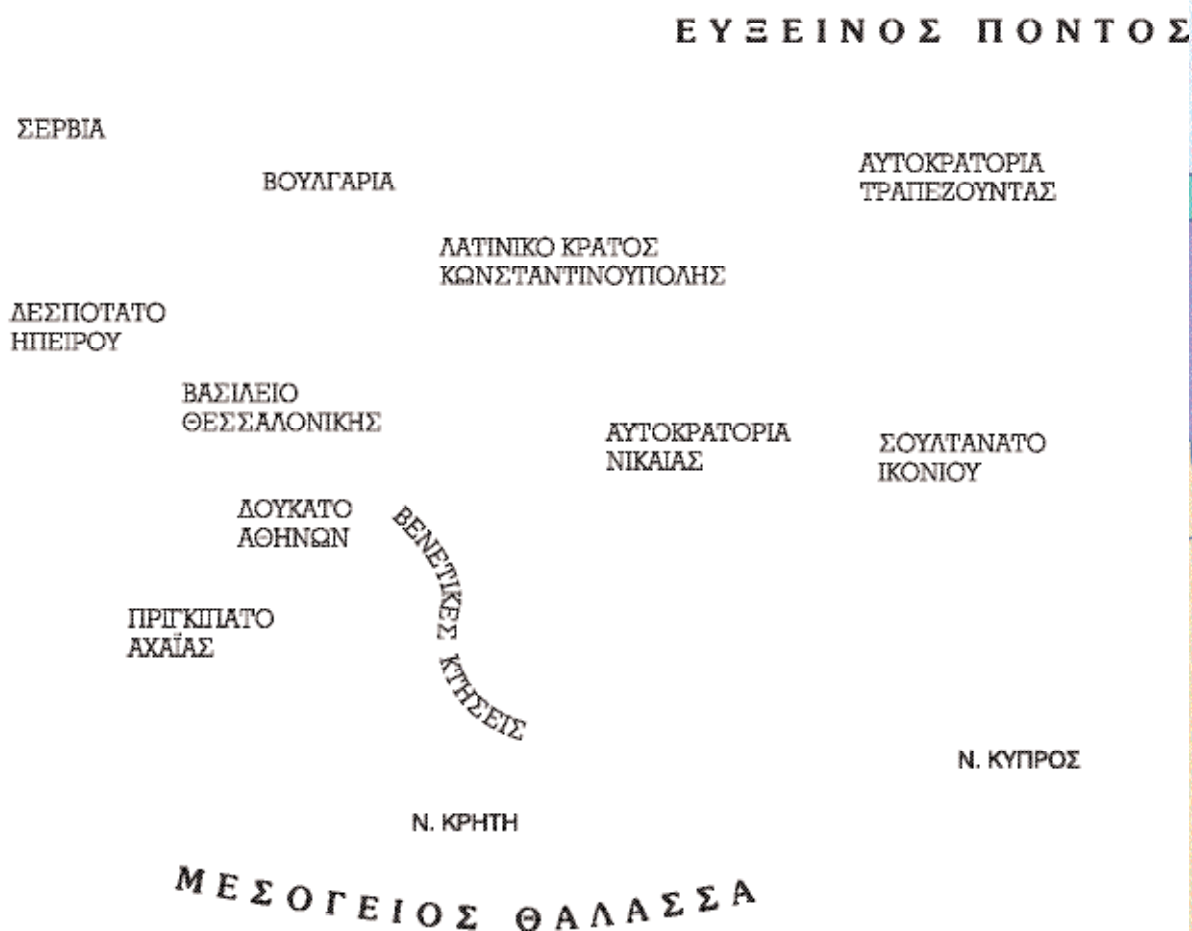 ΕΥΞΕΙΝΟΣ ΠΟΝΤΟΣ
ΣΕΡΒΙΑ
ΒΟΥΛΓΑΡΙΑ
ΑΥΤΟΚΡΑΤΟΡΙΑ
ΤΡΑΠΕΖΟΥΝΤΑΣ
ΛΑΤΙΝΙΚΟ ΚΡΑΤΟΣ
ΚΩΝΣΤΑΝΤΙΝΟΥΠΟΛΗΣ
ΔΕΣΠΟΤΑΤΟ
ΗΠΕΙΡΟΥ
ΒΑΣΙΛΕΙΟ
ΘΕΣΣΑΛΟΝΙΚΗΣ
ΑΥΤΟΚΡΑΤΟΡΙΑ
ΝΙΚΑΙΑΣ
ΣΟΥΛΤΑΝΑΤΟ
ΙΚΟΝΙΟΥ
ΔΟΥΚΑΤΟ
ΑΘΗΝΩΝ
ΒΕΝΕΤΙΚΕΣ ΚΤΗΣΕΙΣ
ΠΡΙΓΚΙΠΑΤΟ
ΑΧΑΪΑΣ
Ν. ΚΥΠΡΟΣ
Ν. ΚΡΗΤΗ
ΜΕΣΟΓΕΙΟΣ ΘΑΛΑΣΣΑ